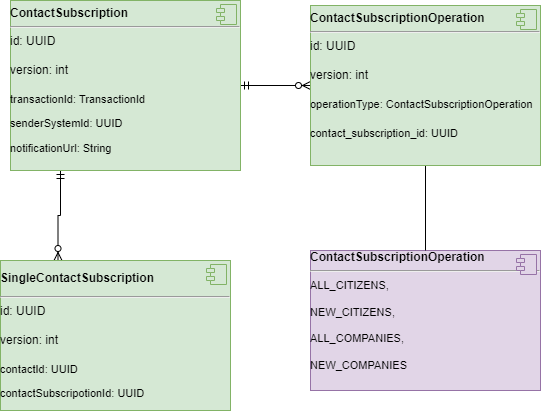 ContactSubscription
id: UUID
version: int
transactionId: TransactionId
senderSystemId: UUID
notificationUrl: String
ContactSubscriptionOperation
id: UUID
version: int
operationType: ContactSubscriptionOperation
contact_subscription_id: UUID
SingleContactSubscription
id: UUID
version: int
contactId: UUID
contactSubscripotionId: UUID
ContactSubscriptionOperation
ALL_CITIZENS,
NEW_CITIZENS,
ALL_COMPANIES,
NEW_COMPANIES